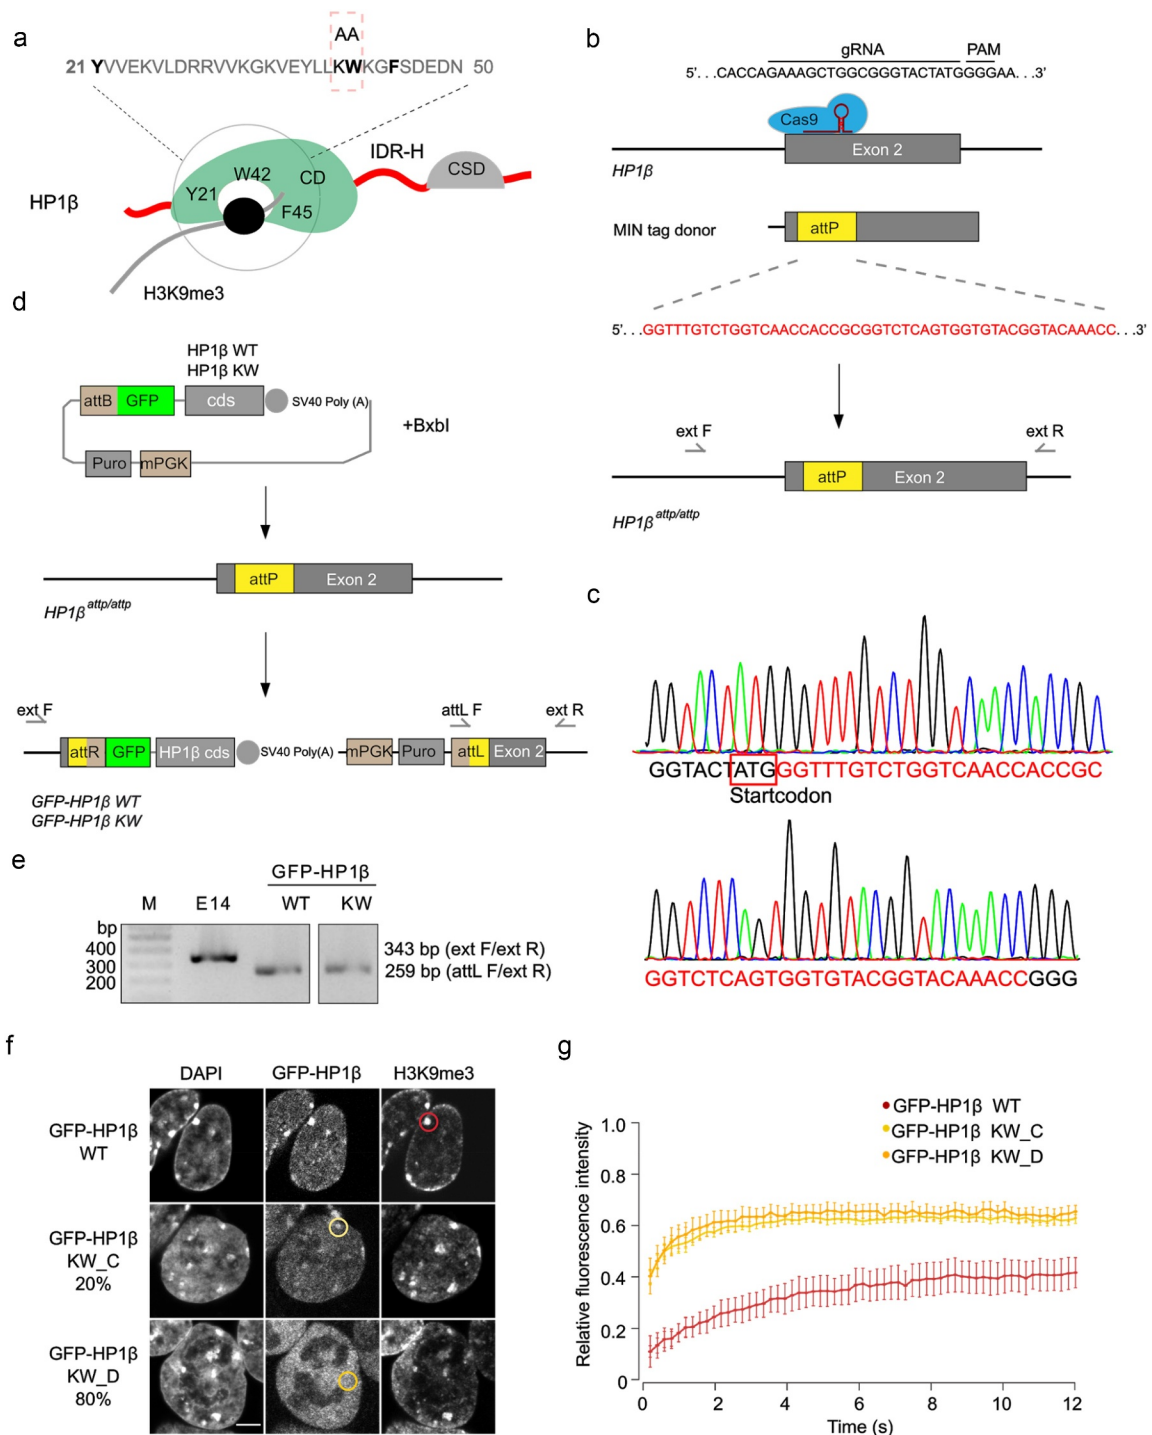 a
AA
21 YVVEKVLDRRVVKGKVEYLLKWKGFSDEDN 50
HP1β
Y21
W42
CD
F45
IDR-H
CSD
H3K9me3
b
gRNA
PAM
5'...CACCAGAAAGCTGGCGGGTACTATGGGGAA...3'
Cas9
Exon 2
HP1β
MIN tag donor
attP
5'...GGTTTGTCTGGTCAACCACCGCGGTCTCAGTGGTGTACGGTACAAACC...3'
ext F
ext R
attP
Exon 2
HP1β attp/attp
c
GGTACTATGGGTTTGTCTGGTCAACCACCGC
Startcodon
GGTCTCAGTGGTGTACGGTACAAACCGGG
d
HP1β WT
HP1β KW
attB
GFP
cds
SV40 Poly (A)
+BxbI
Puro
mPGK
attP
Exon 2
HP1β attp/attp
ext F
attL F
ext R
attR
GFP
HP1β cds
SV40 Poly(A)
mPGK
Puro
attL
Exon 2
GFP-HP1β WT
GFP-HP1β KW
e
GFP-HP1β
M
E14
WT
KW
bp
400
300
200
343 bp (ext F/ext R)
259 bp (attL F/ext R)
f
DAPI
GFP-HP1β
H3K9me3
GFP-HP1β
WT
GFP-HP1β
KW_C
20%
GFP-HP1β
KW_D
80%
g
GFP-HP1β WT
GFP-HP1β KW_C
GFP-HP1β KW_D
Relative fluorescence intensity
1.0
0.8
0.6
0.4
0.2
0
0
2
4
6
8
10
12
Time (s)